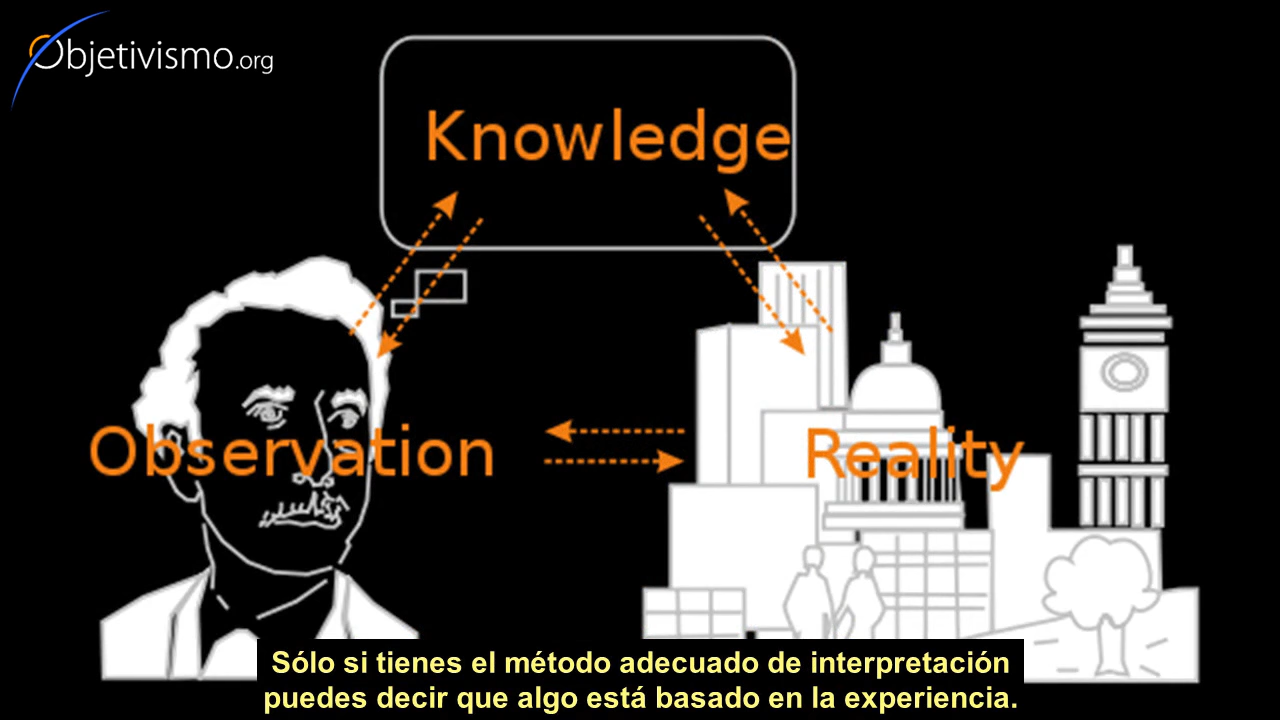 Objetivismo.org
Knowledge
Observation
Reality
Sólo si tienes el método adecuado de interpretación
puedes decir que algo está basado en la experiencia.